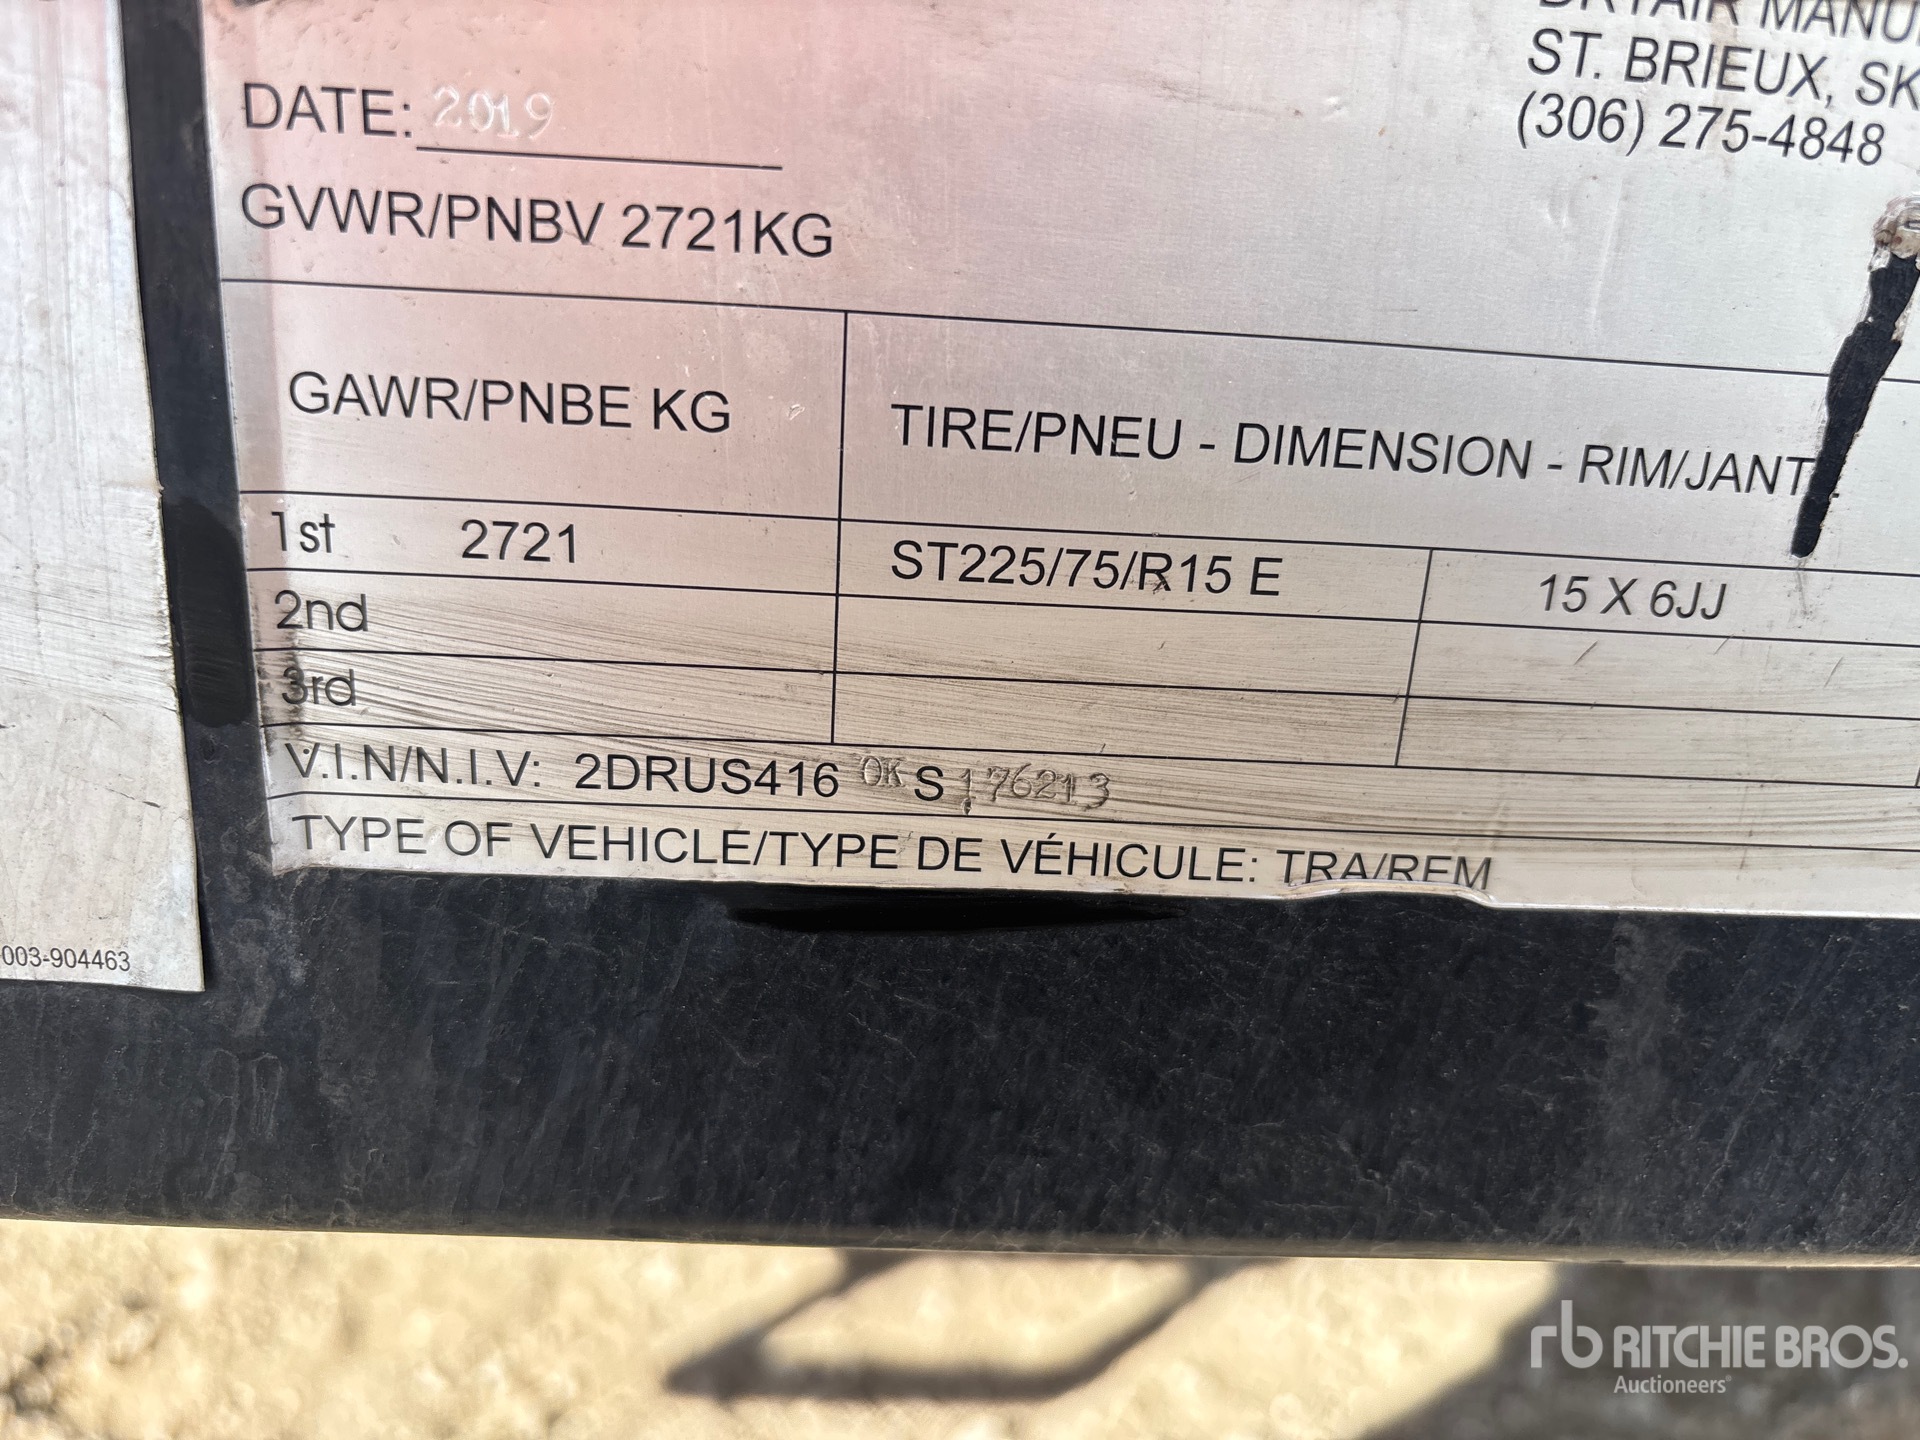 DRYAIR MANU
ST. BRIEUX, SK
(306) 275-4848
DATE: 2019
GVWR/PNBV 2721KG
GAWR/PNBE KG
TIRE/PNEU - DIMENSION - RIM/JANT
1st 2721 ST225/75/R15 E 15 X 6JJ
2nd
3rd
V.I.N/N.I.V: 2DRUS416 0K S 176213
TYPE OF VEHICLE/TYPE DE VÉHICULE: TRA/REM
003-904463
rb RITCHIE BROS.
Auctioneers